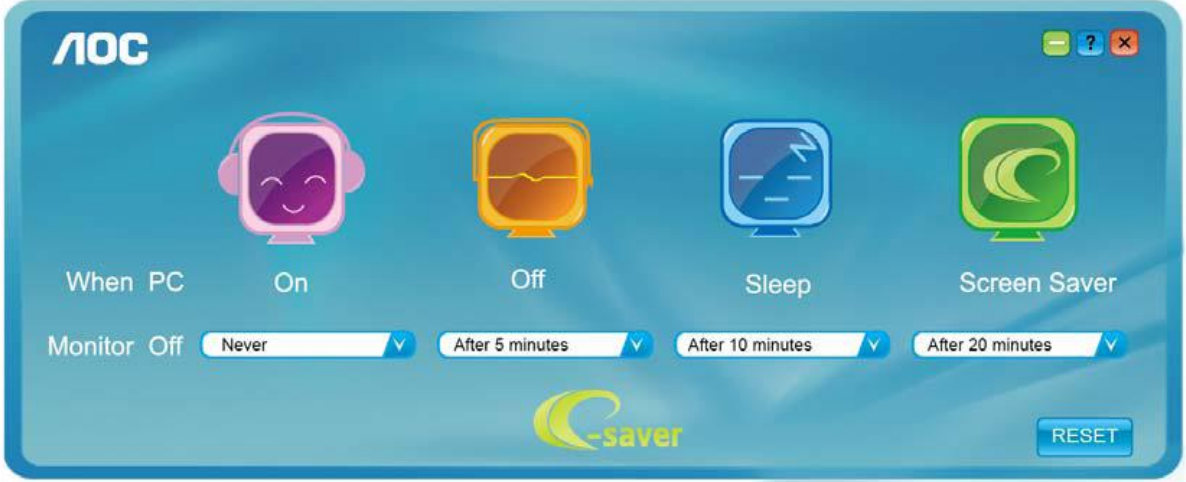 AOC
?
When PC On Off Sleep Screen Saver
Monitor Off Never After 5 minutes After 10 minutes After 20 minutes
e-saver
RESET